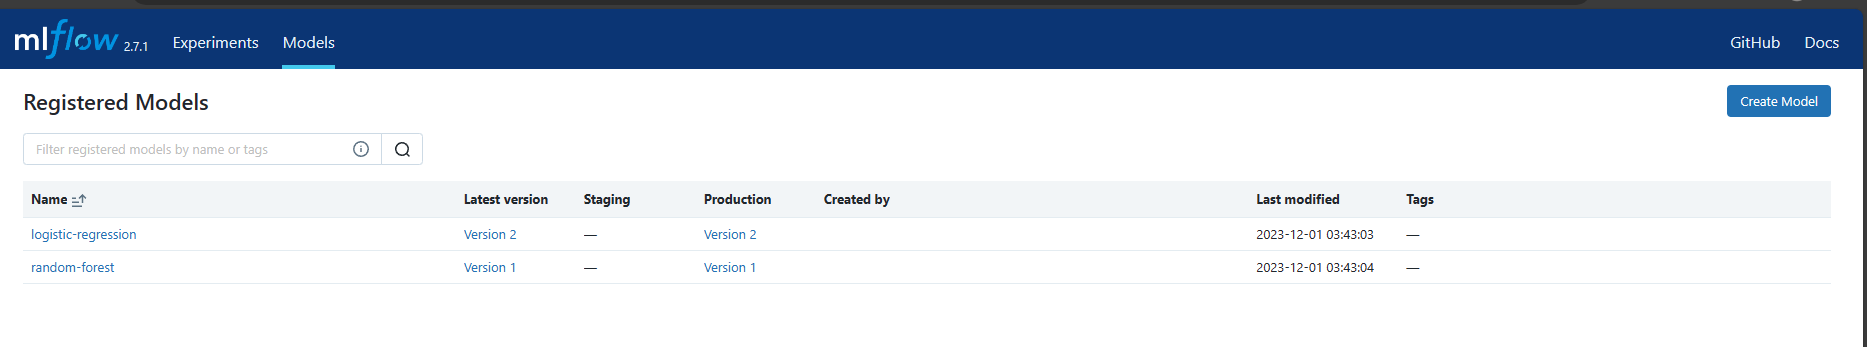 mlflow 2.7.1 Experiments Models GitHub Docs
Registered Models Create Model
Filter registered models by name or tags
Name Latest version Staging Production Created by Last modified Tags
logistic-regression Version 2 — Version 2 2023-12-01 03:43:03 —
random-forest Version 1 — Version 1 2023-12-01 03:43:04 —